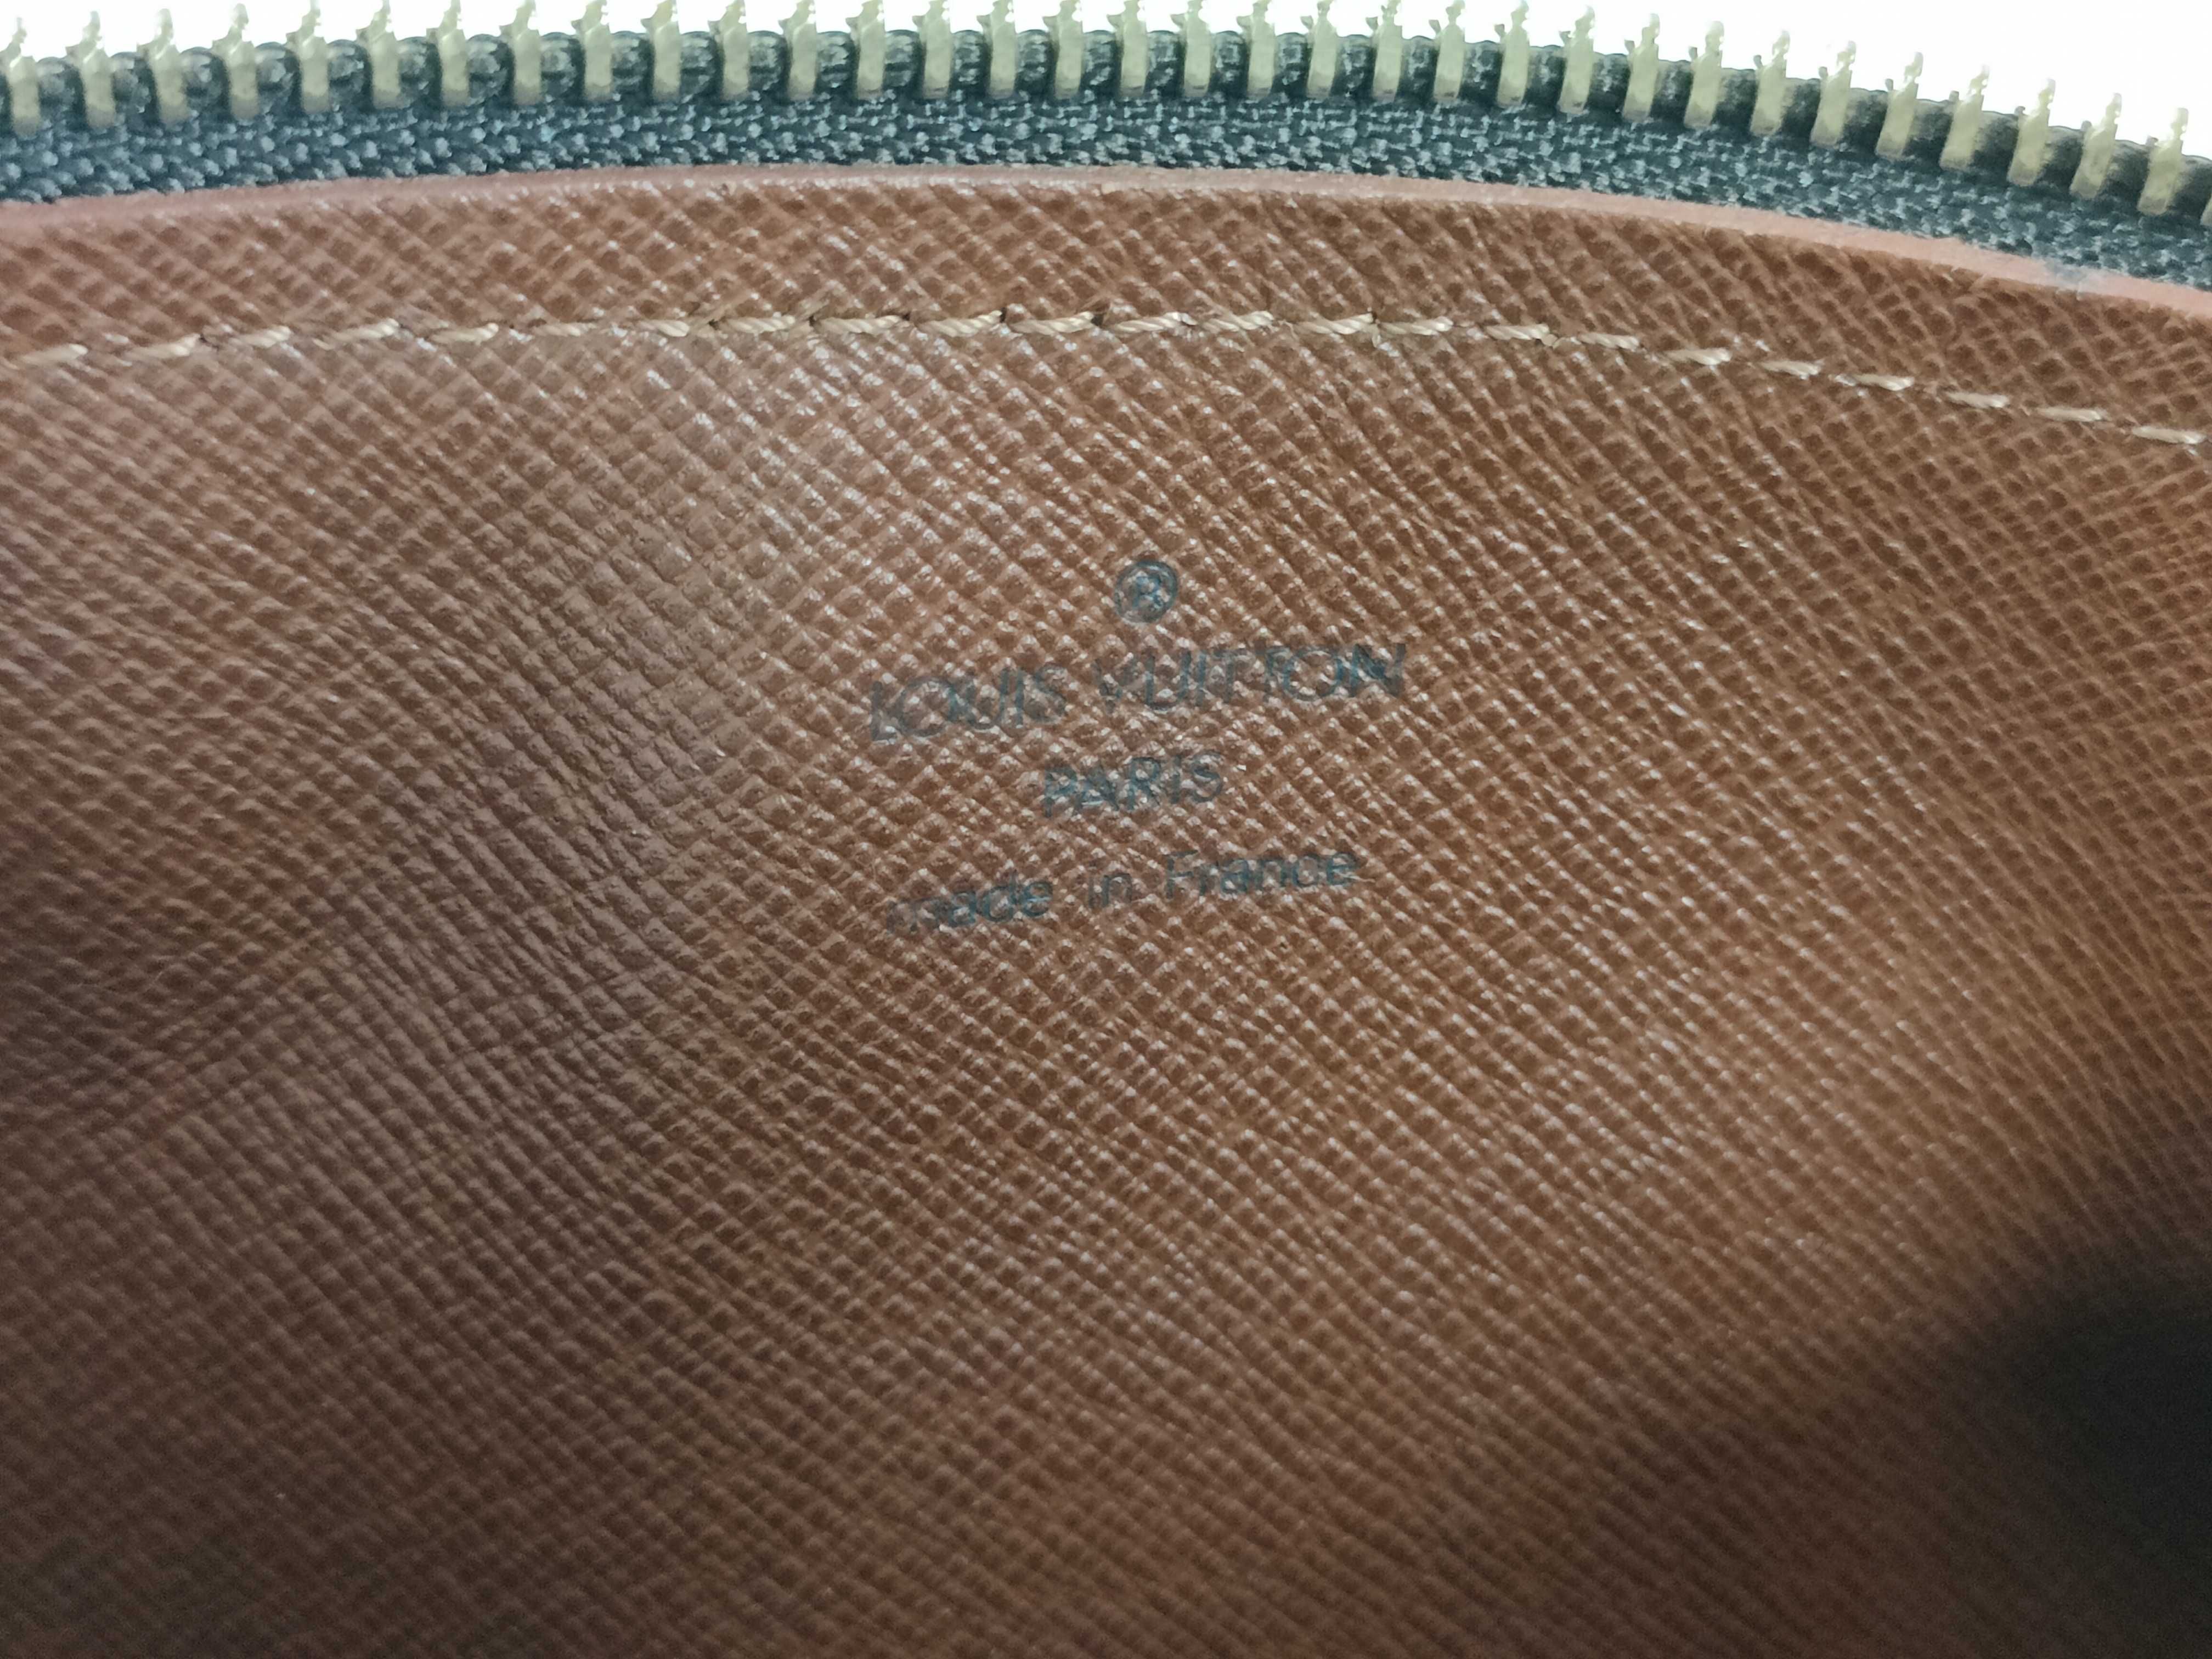 ®
LOUIS VUITTON
PARIS
made in France